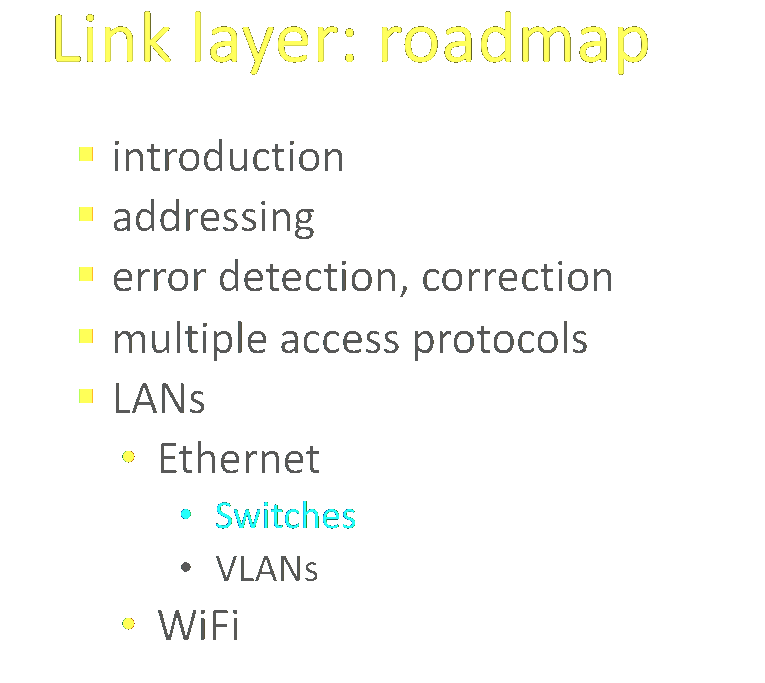 Link layer: roadmap
introduction
addressing
error detection, correction
multiple access protocols
LANs
Ethernet
Switches
VLANs
WiFi